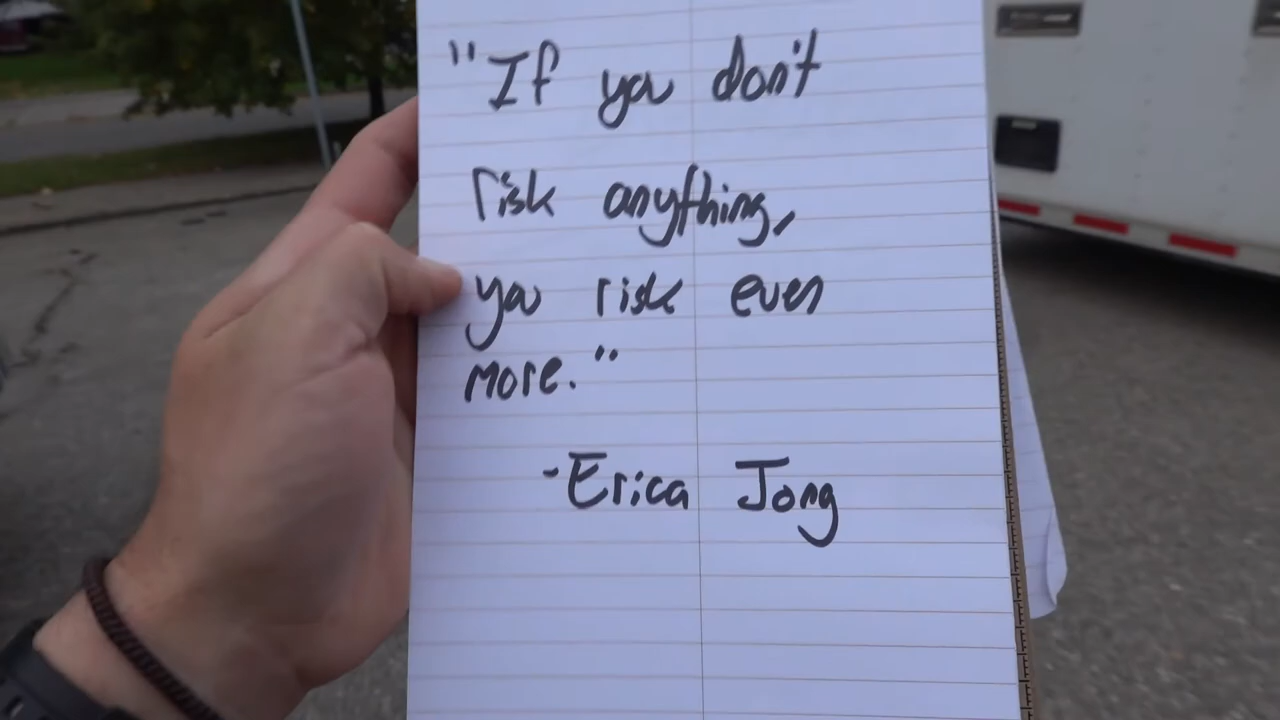 "If you don't
risk anything,
you risk even
more."
-Erica Jong